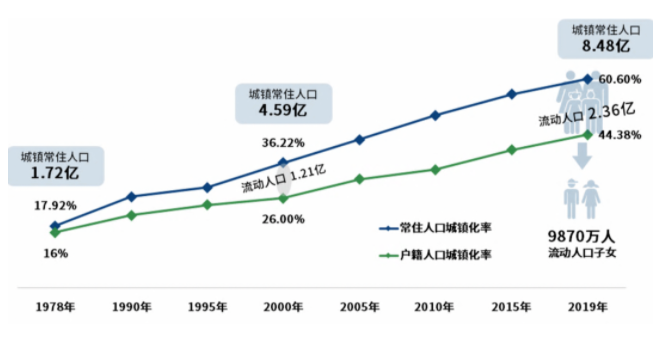 城镇常住人口
8.48亿
60.60%
城镇常住人口
4.59亿
流动人口 2.36亿
44.38%
36.22%
城镇常住人口
1.72亿
流动人口 1.21亿
17.92%
26.00%
16%
常住人口城镇化率
户籍人口城镇化率
9870万人
流动人口子女
1978年 1990年 1995年 2000年 2005年 2010年 2015年 2019年